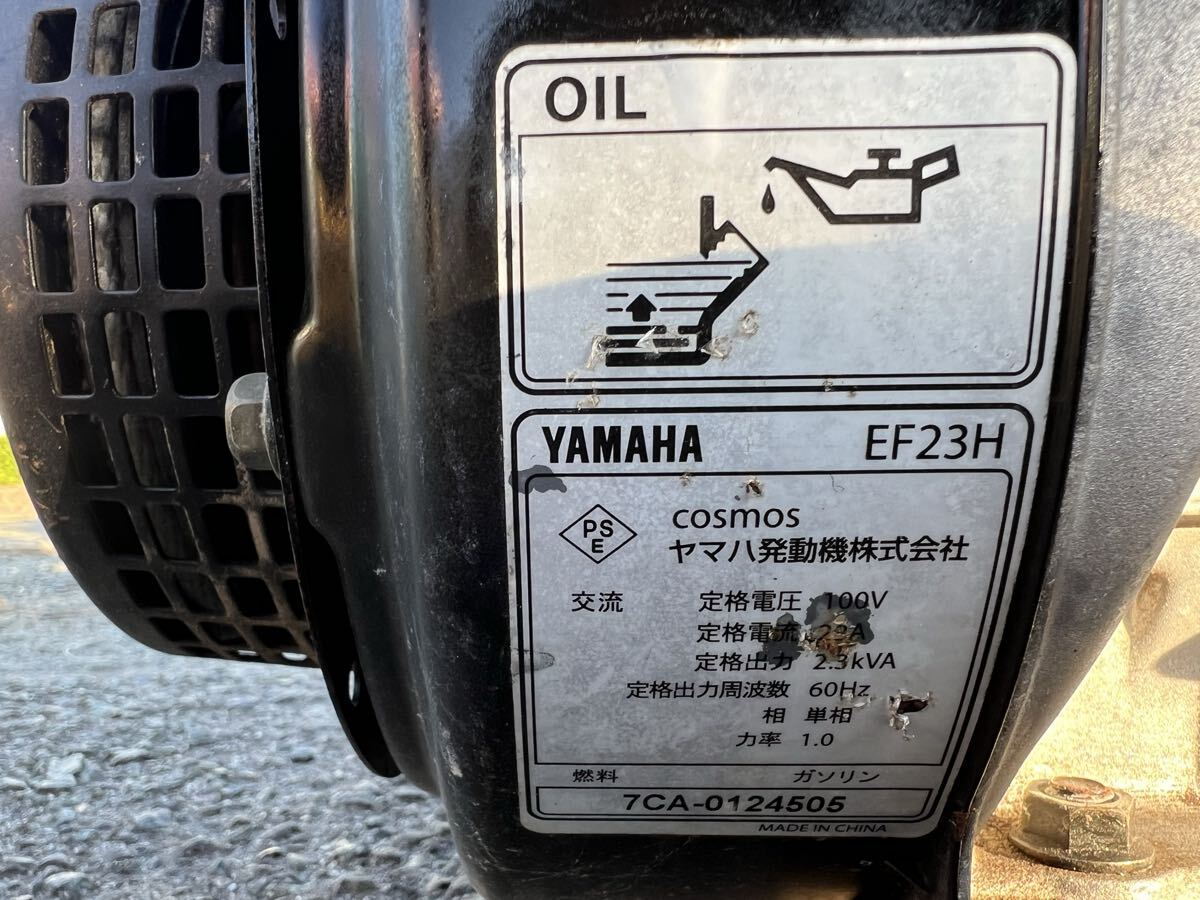 OIL
YAMAHA EF23H
PS
E
cosmos
ヤマハ発動機株式会社
交流 定格電圧 100V
定格電流 23A
定格出力 2.3kVA
定格出力周波数 60Hz
相 単相
力率 1.0
燃料 ガソリン
7CA-0124505
MADE IN CHINA